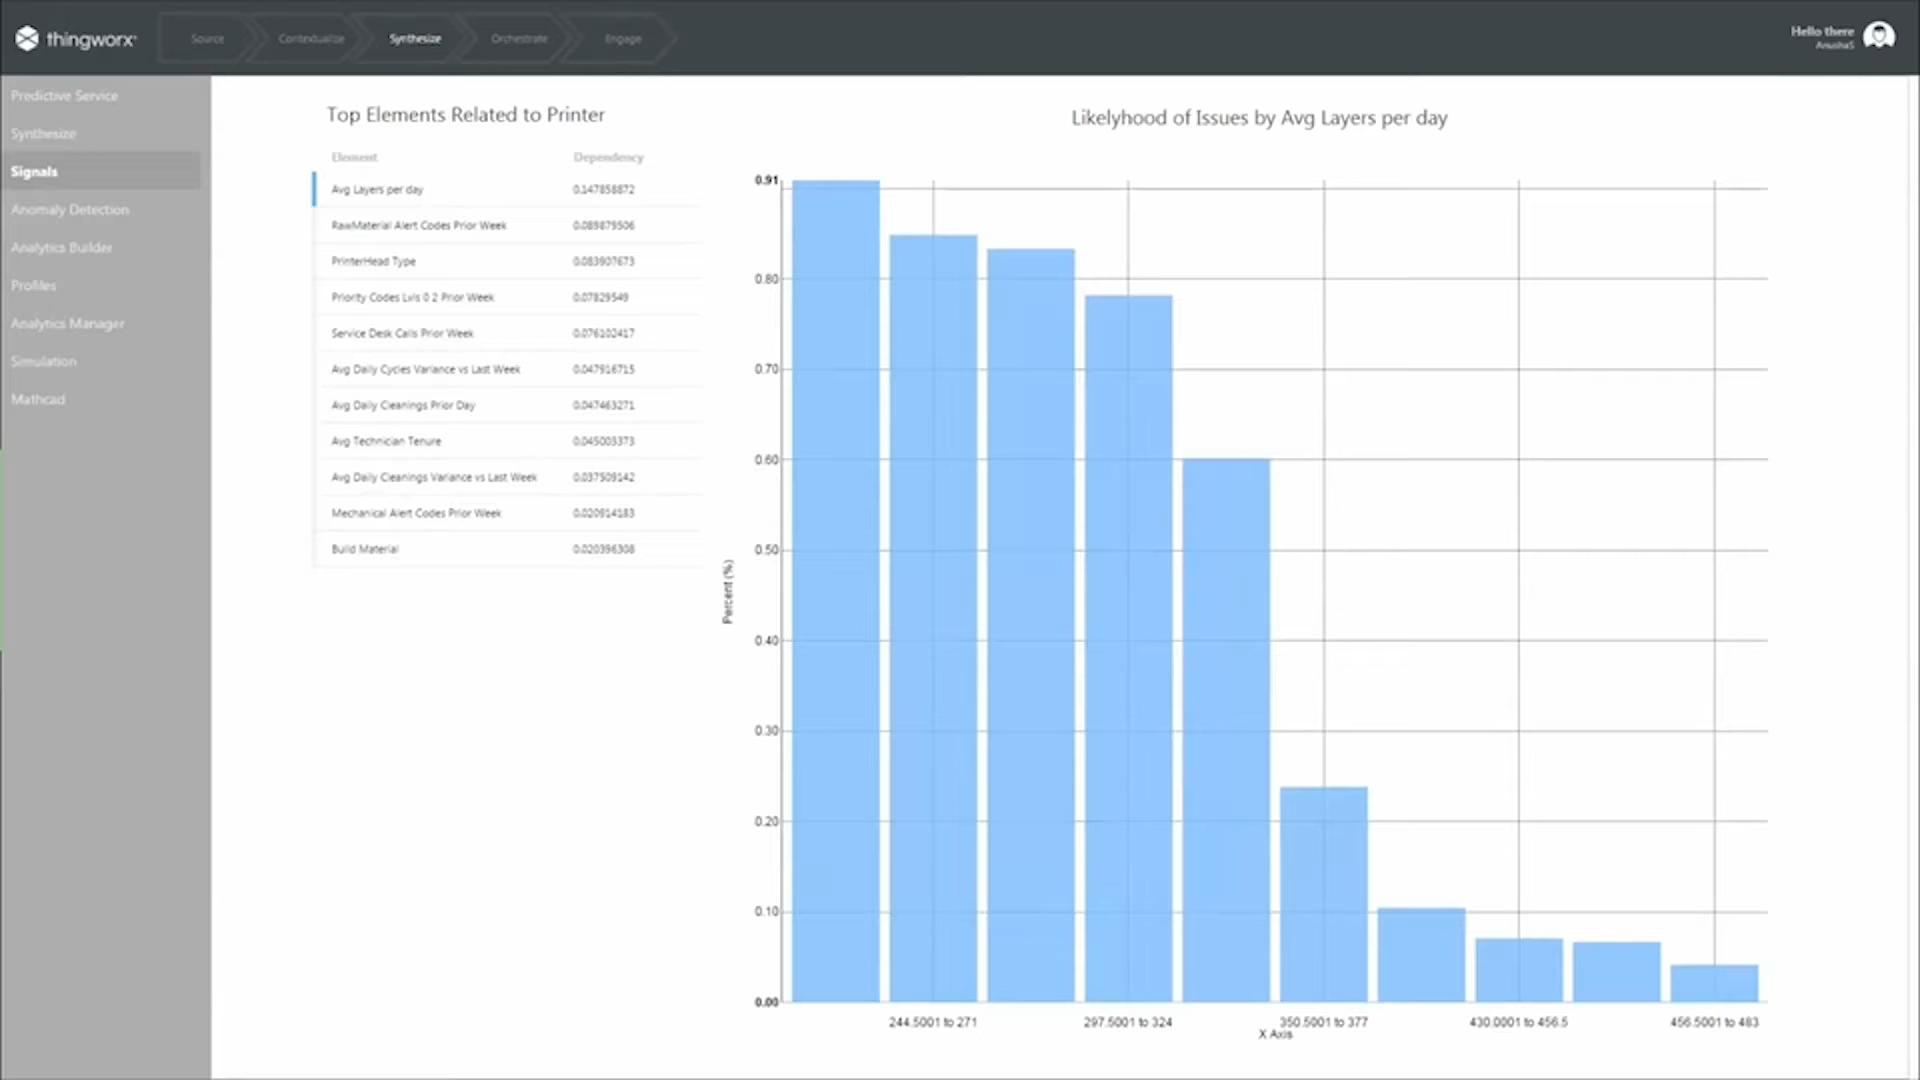 thingworx
Source
Contextualize
Synthesize
Orchestrate
Engage
Hello there
AnushaS
Predictive Service
Synthesize
Signals
Anomaly Detection
Analytics Builder
Profiles
Analytics Manager
Simulation
Mathcad
Top Elements Related to Printer
Element Dependency
Avg Layers per day 0.147858872
RawMaterial Alert Codes Prior Week 0.089879506
PrinterHead Type 0.083907673
Priority Codes Lvls 0 2 Prior Week 0.07829549
Service Desk Calls Prior Week 0.076102417
Avg Daily Cycles Variance vs Last Week 0.047916715
Avg Daily Cleanings Prior Day 0.047463271
Avg Technician Tenure 0.045003373
Avg Daily Cleanings Variance vs Last Week 0.037509142
Mechanical Alert Codes Prior Week 0.020914183
Build Material 0.020396308
Likelyhood of Issues by Avg Layers per day
0.91
0.80
0.70
0.60
0.50
0.40
0.30
0.20
0.10
0.00
Percent (%)
244.5001 to 271 297.5001 to 324 350.5001 to 377 430.0001 to 456.5 456.5001 to 483
X Axis